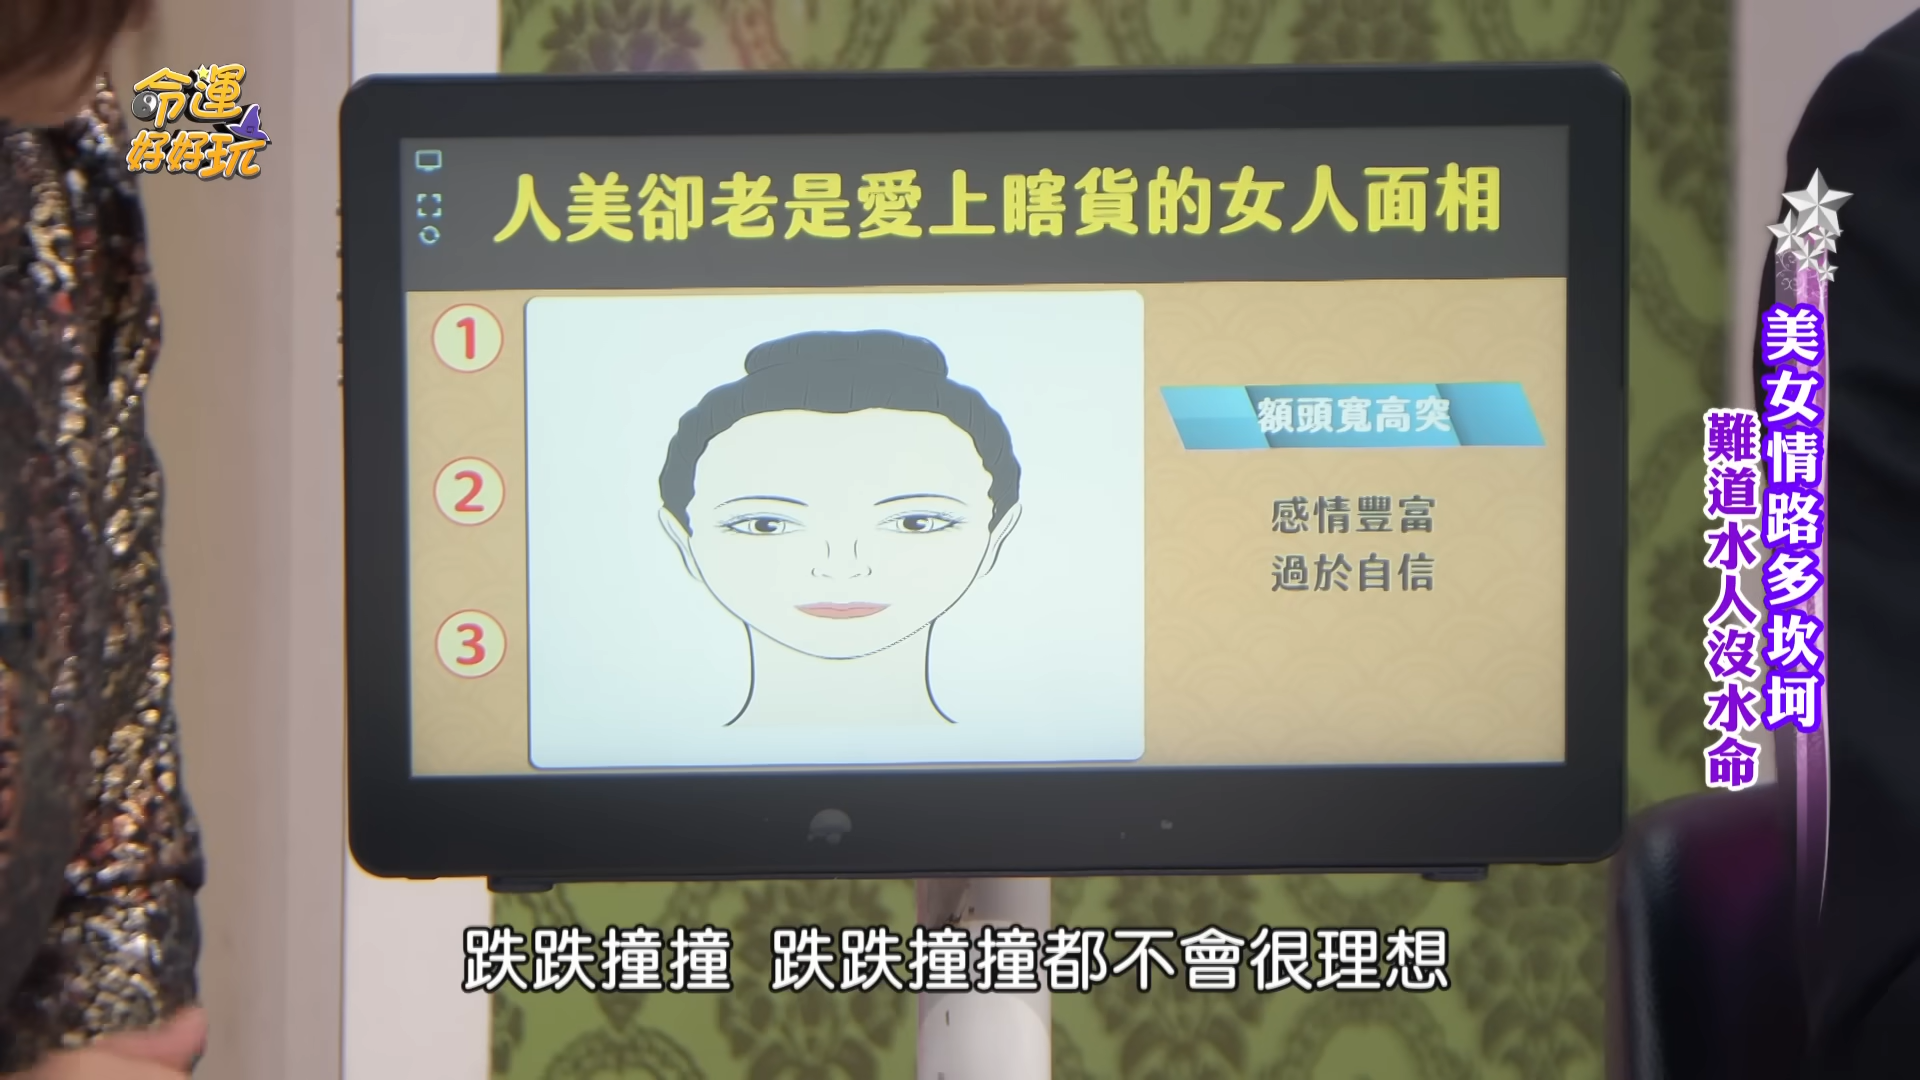 命運
好好玩
人美卻老是愛上瞎貨的女人面相
1
2
3
額頭寬高突
感情豐富
過於自信
美女情路多坎坷
難道水人沒水命
跌跌撞撞 跌跌撞撞都不會很理想